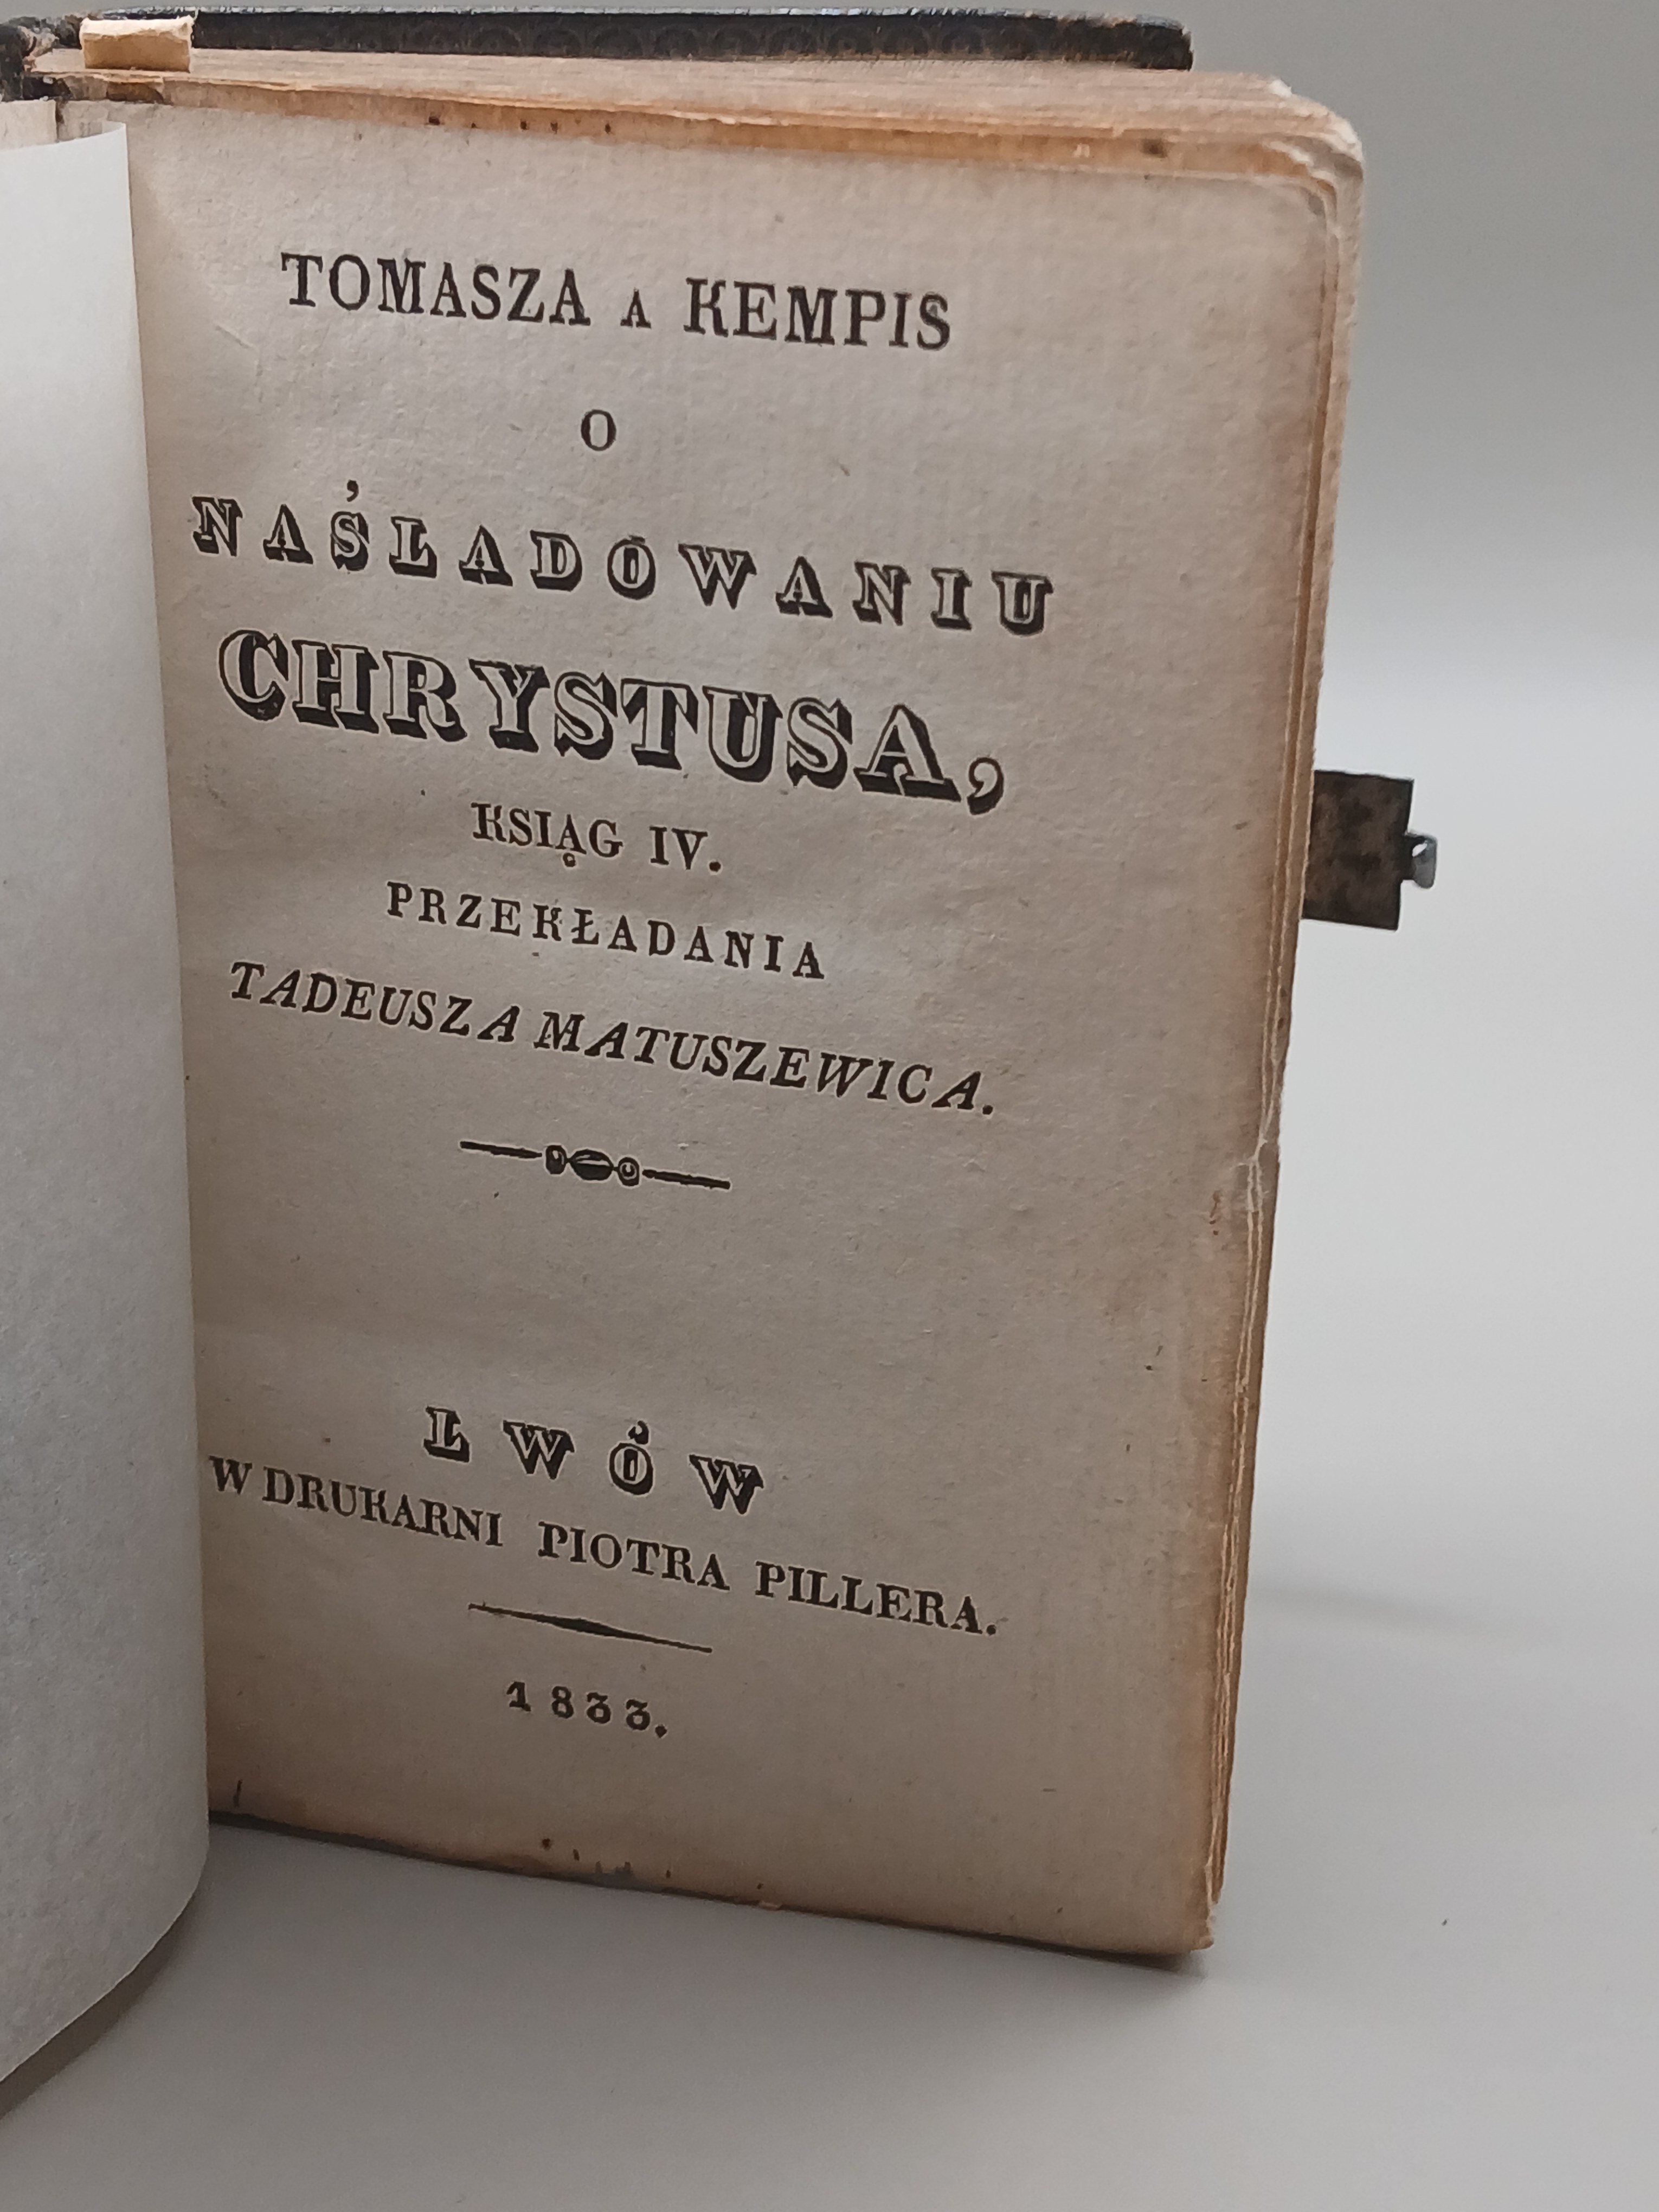 TOMASZA A KEMPIS
O
NAŚLADOWANIU
CHRYSTUSA,
KSIĄG IV.
PRZEKŁADANIA
TADEUSZA MATUSZEWICA.
LWÓW
W DRUKARNI PIOTRA PILLERA.
1833.